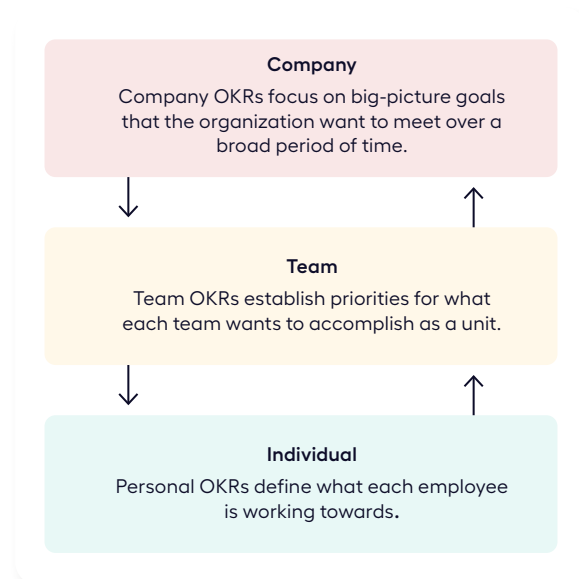 Company
Company OKRs focus on big-picture goals
that the organization want to meet over a
broad period of time.
Team
Team OKRs establish priorities for what
each team wants to accomplish as a unit.
Individual
Personal OKRs define what each employee
is working towards.